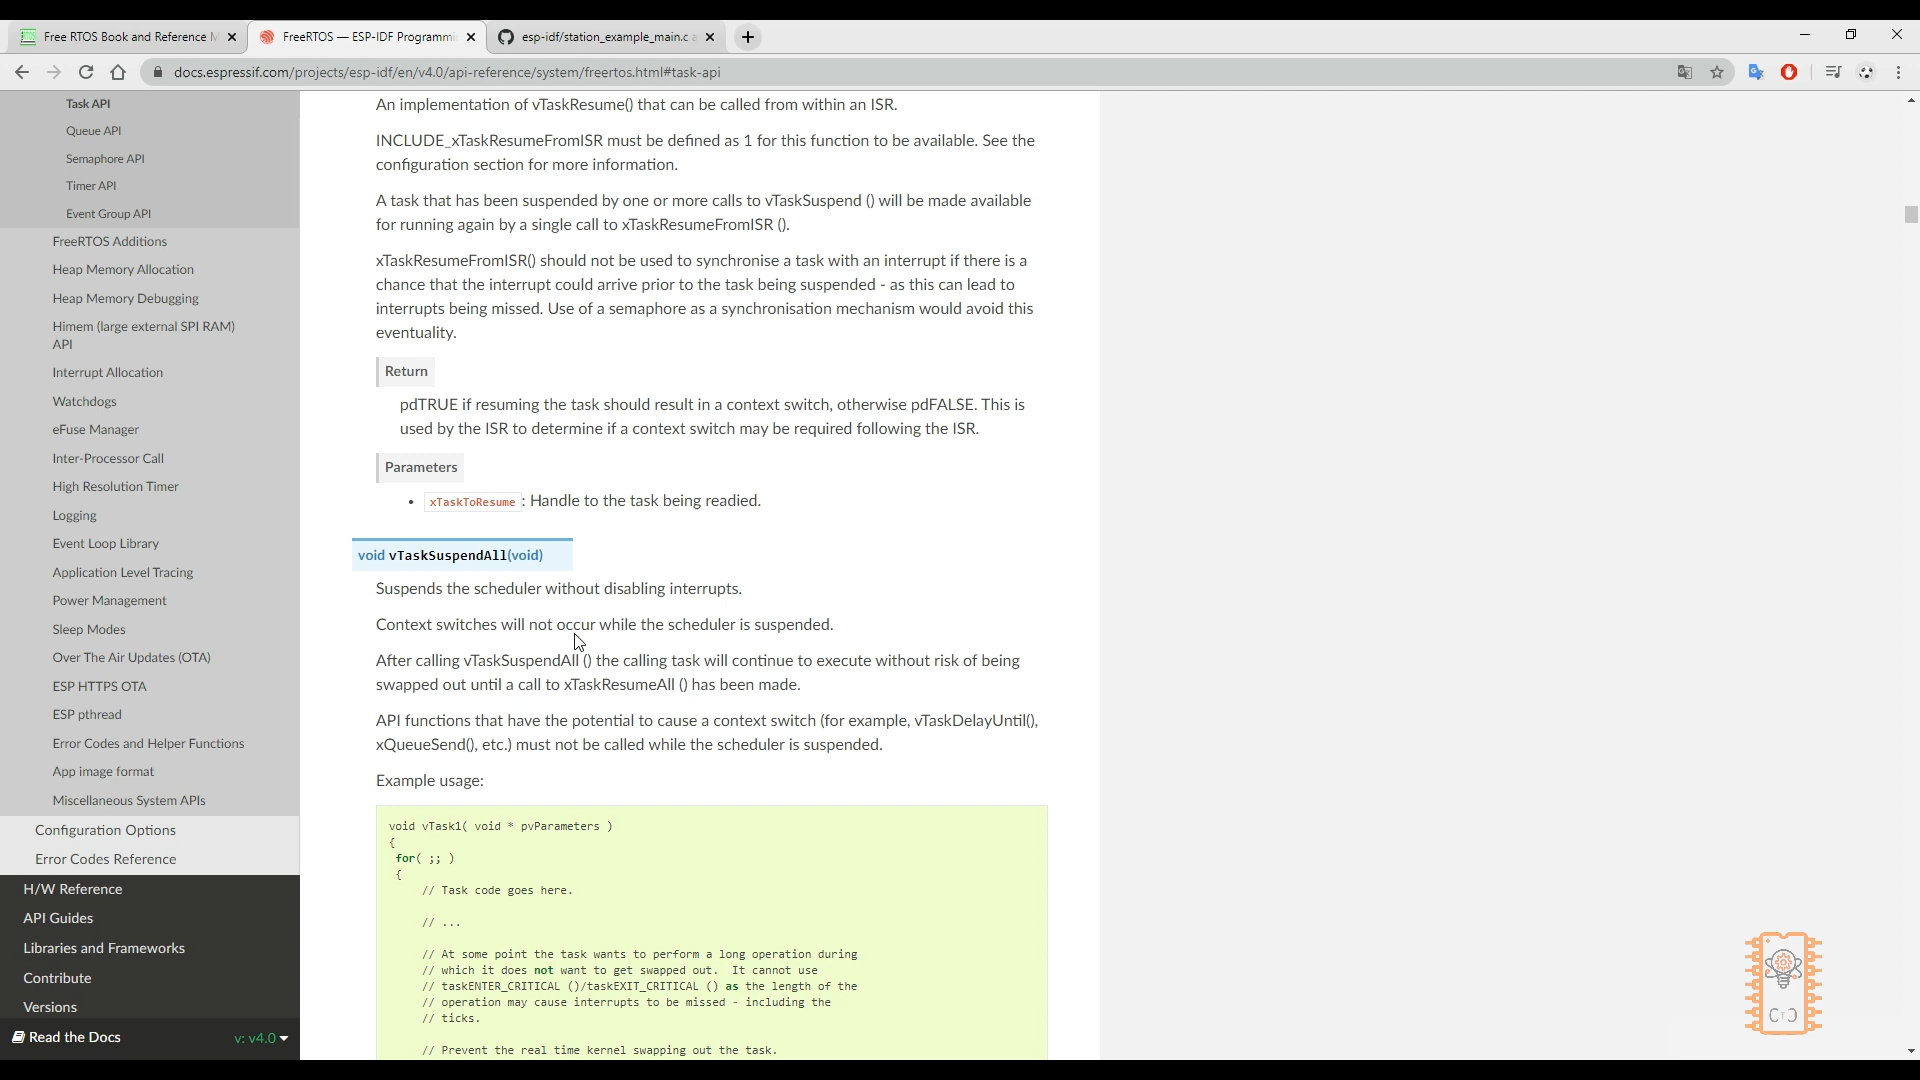 Free RTOS Book and Reference M
FreeRTOS — ESP-IDF Programmi
esp-idf/station_example_main.c a
docs.espressif.com/projects/esp-idf/en/v4.0/api-reference/system/freertos.html#task-api
Task API
Queue API
Semaphore API
Timer API
Event Group API
FreeRTOS Additions
Heap Memory Allocation
Heap Memory Debugging
Himem (large external SPI RAM)
API
Interrupt Allocation
Watchdogs
eFuse Manager
Inter-Processor Call
High Resolution Timer
Logging
Event Loop Library
Application Level Tracing
Power Management
Sleep Modes
Over The Air Updates (OTA)
ESP HTTPS OTA
ESP pthread
Error Codes and Helper Functions
App image format
Miscellaneous System APIs
Configuration Options
Error Codes Reference
H/W Reference
API Guides
Libraries and Frameworks
Contribute
Versions
Read the Docs
v: v4.0
An implementation of vTaskResume() that can be called from within an ISR.
INCLUDE_xTaskResumeFromISR must be defined as 1 for this function to be available. See the
configuration section for more information.
A task that has been suspended by one or more calls to vTaskSuspend () will be made available
for running again by a single call to xTaskResumeFromISR ().
xTaskResumeFromISR() should not be used to synchronise a task with an interrupt if there is a
chance that the interrupt could arrive prior to the task being suspended - as this can lead to
interrupts being missed. Use of a semaphore as a synchronisation mechanism would avoid this
eventuality.
Return
pdTRUE if resuming the task should result in a context switch, otherwise pdFALSE. This is
used by the ISR to determine if a context switch may be required following the ISR.
Parameters
• xTaskToResume : Handle to the task being readied.
void vTaskSuspendAll(void)
Suspends the scheduler without disabling interrupts.
Context switches will not occur while the scheduler is suspended.
After calling vTaskSuspendAll () the calling task will continue to execute without risk of being
swapped out until a call to xTaskResumeAll () has been made.
API functions that have the potential to cause a context switch (for example, vTaskDelayUntil(),
xQueueSend(), etc.) must not be called while the scheduler is suspended.
Example usage:
void vTask1( void * pvParameters )
{
for( ;; )
{
// Task code goes here.
// ...
// At some point the task wants to perform a long operation during
// which it does not want to get swapped out.  It cannot use
// taskENTER_CRITICAL ()/taskEXIT_CRITICAL () as the length of the
// operation may cause interrupts to be missed - including the
// ticks.
// Prevent the real time kernel swapping out the task.